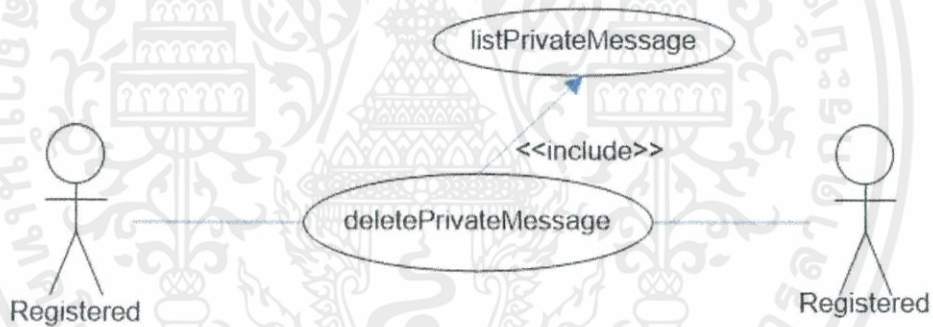 listPrivateMessage
<<include>>
deletePrivateMessage
Registered
Registered